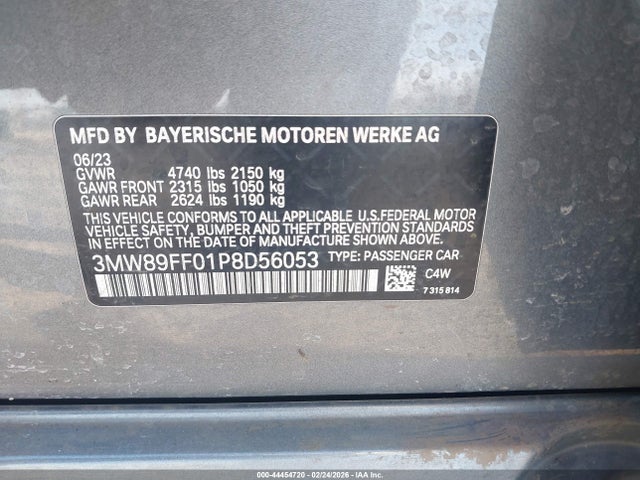 MFD BY BAYERISCHE MOTOREN WERKE AG
06/23
GVWR 4740 lbs 2150 kg
GAWR FRONT 2315 lbs 1050 kg
GAWR REAR 2624 lbs 1190 kg
THIS VEHICLE CONFORMS TO ALL APPLICABLE U.S.FEDERAL MOTOR
VEHICLE SAFETY, BUMPER, AND THEFT PREVENTION STANDARDS
IN EFFECT ON THE DATE OF MANUFACTURE SHOWN ABOVE.
3MW89FF01P8D56053 TYPE: PASSENGER CAR
C4W
7 315 814
000-44454720 - 02/24/2026 - IAA Inc.